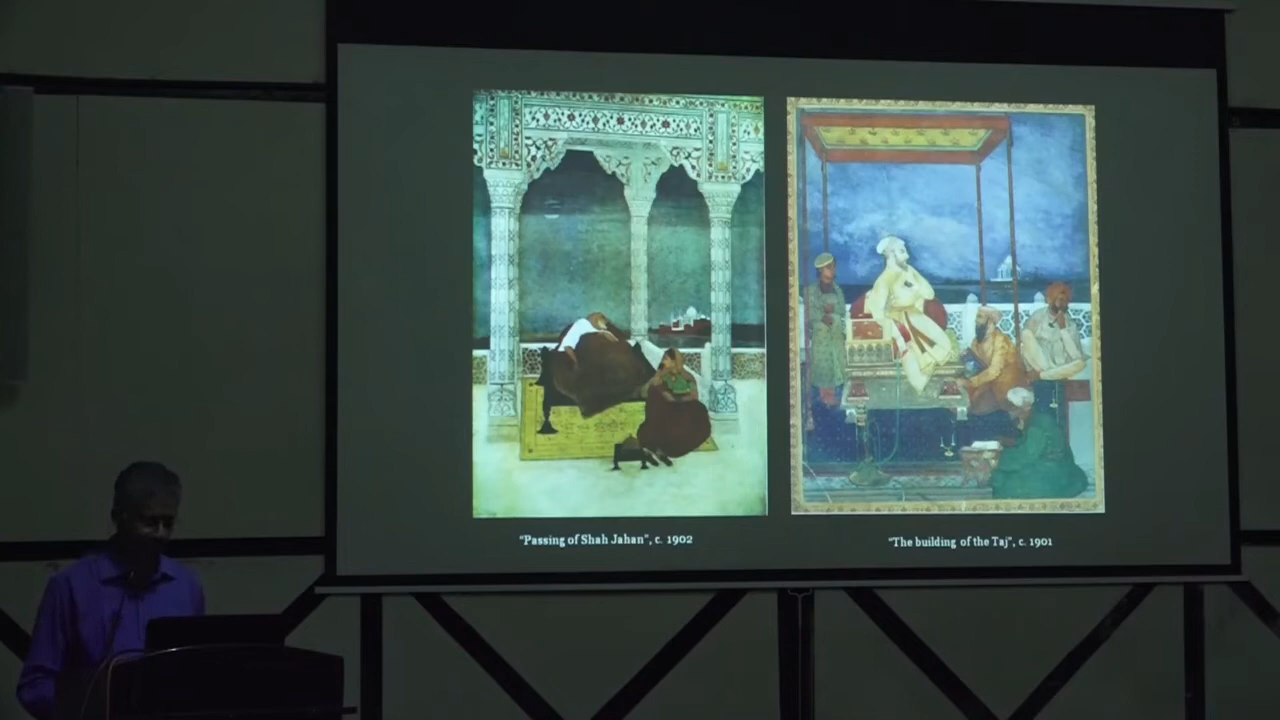 "Passing of Shah Jahan", c. 1902
"The building of the Taj", c. 1901